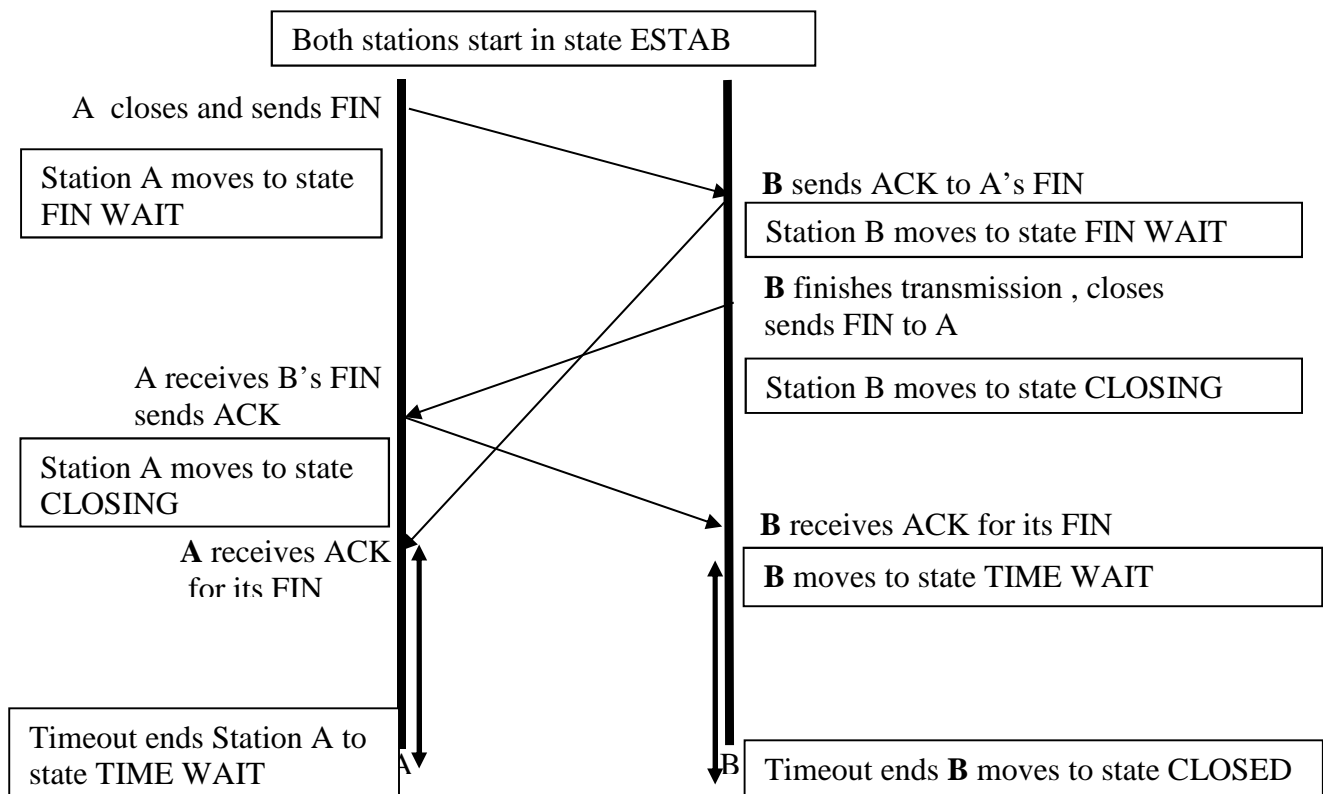 Both stations start in state ESTAB
A closes and sends FIN
Station A moves to state
FIN WAIT
B sends ACK to A’s FIN
Station B moves to state FIN WAIT
B finishes transmission , closes
sends FIN to A
A receives B’s FIN
sends ACK
Station B moves to state CLOSING
Station A moves to state
CLOSING
B receives ACK for its FIN
A receives ACK
for its FIN
B moves to state TIME WAIT
Timeout ends Station A to
state TIME WAIT
A
B
Timeout ends B moves to state CLOSED